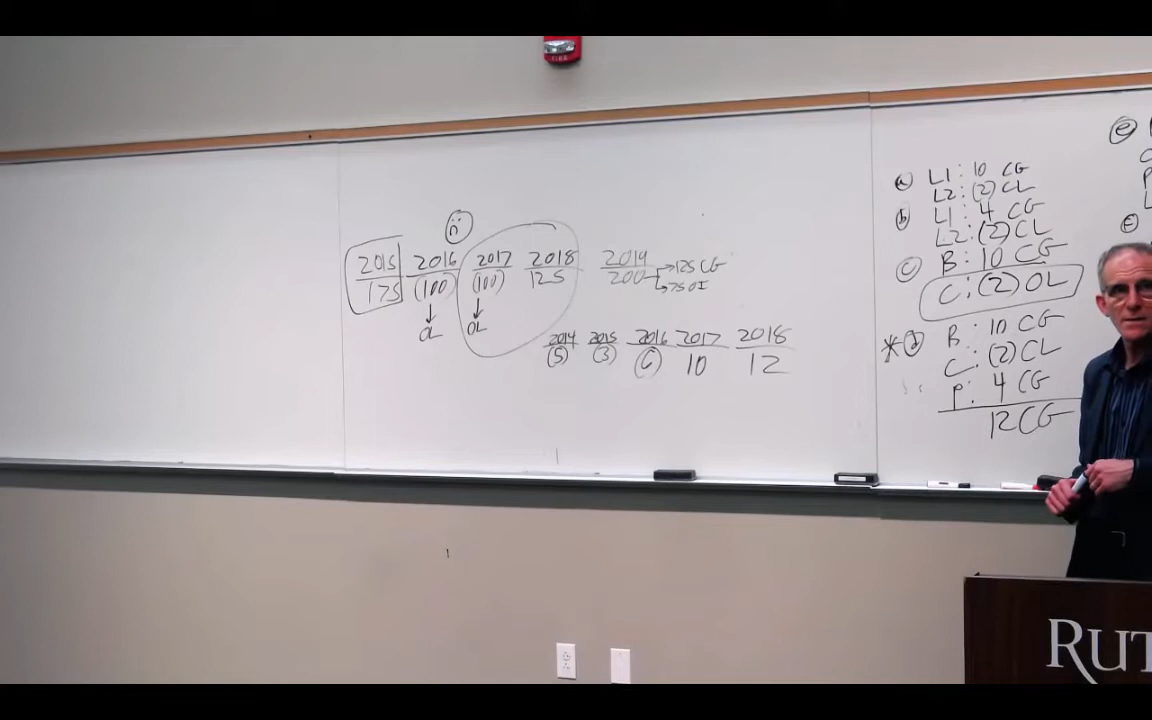 2015 2016 2017 2018 2019
175 (100) (100) 125 200 → 125 CG
→ 75 OI
OL OL
2014 2015 2016 2017 2018
(5) (3) (6) 10 12
(a) L1: 10 CG
L2: (2) CL
(b) L1: 4 CG
L2: (2) CL
(c) B: 10 CG
C: (2) OL
* (d) B: 10 CG
C: (2) CL
P: 4 CG
12 CG
(e)
(f)
FIRE
RUT